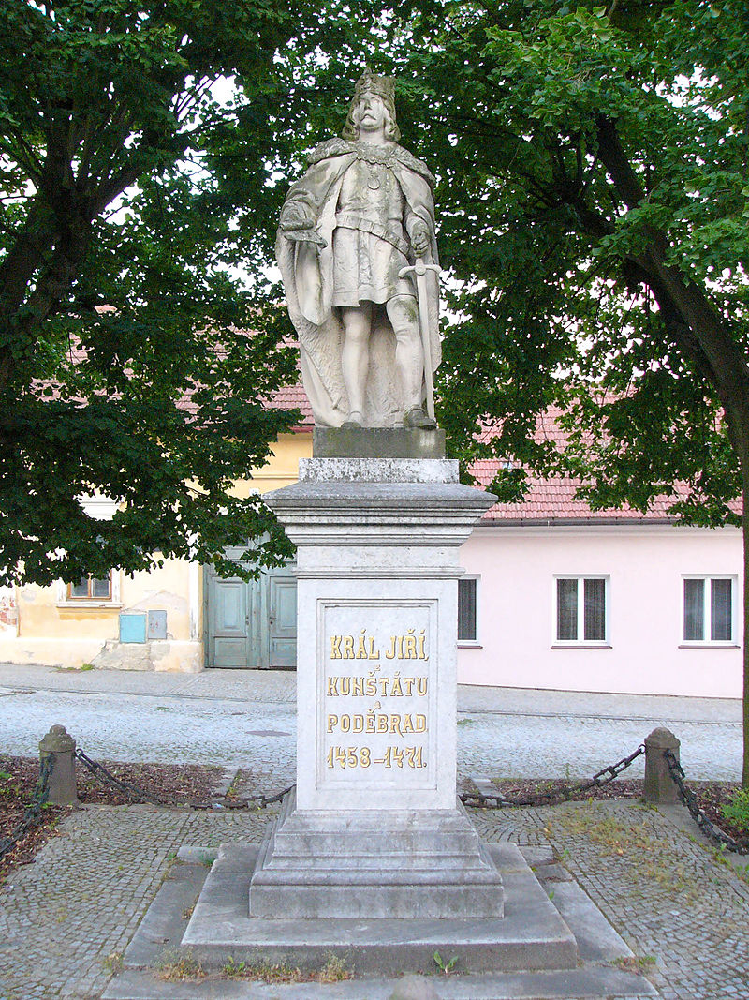 KRÁL JIŘÍ,
z
KUNŠTÁTU
a
PODĚBRAD.
1458–1471.